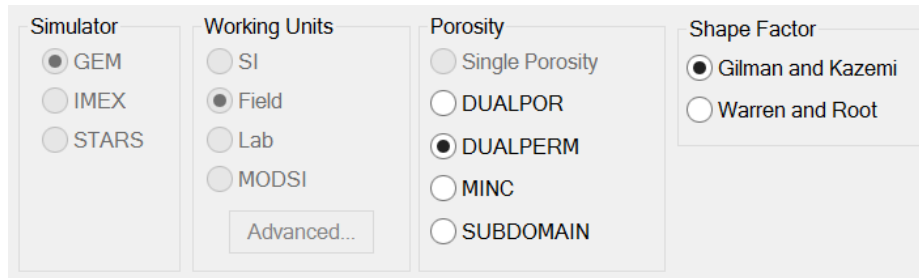 Simulator
GEM
IMEX
STARS
Working Units
SI
Field
Lab
MODSI
Advanced...
Porosity
Single Porosity
DUALPOR
DUALPERM
MINC
SUBDOMAIN
Shape Factor
Gilman and Kazemi
Warren and Root